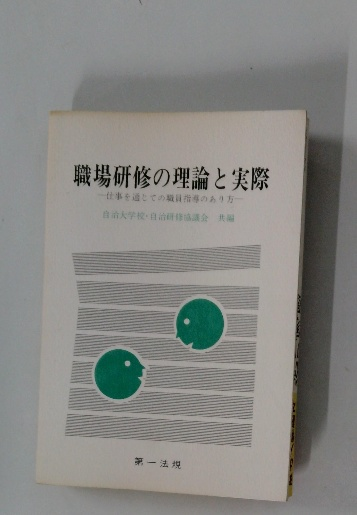 職場研修の理論と実際
―仕事を通じての職員指導のあり方―
自治大学校・自治研修協議会 共編
第一法規